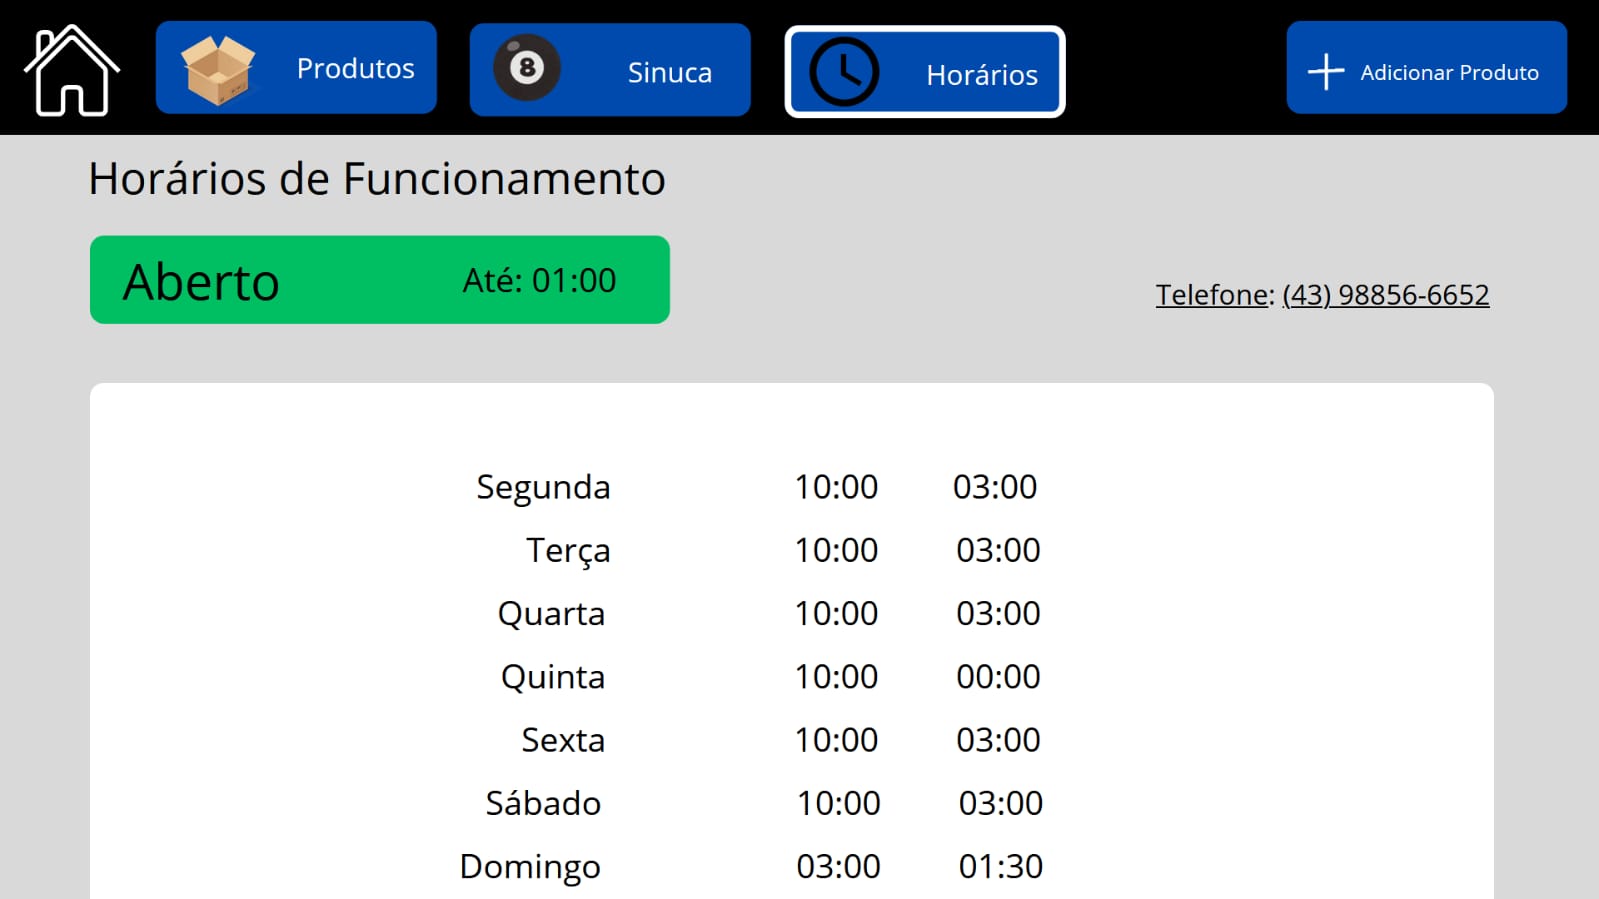 Produtos
8
Sinuca
Horários
Adicionar Produto
Horários de Funcionamento
Aberto Até: 01:00
Telefone: (43) 98856-6652
Segunda 10:00 03:00
Terça 10:00 03:00
Quarta 10:00 03:00
Quinta 10:00 00:00
Sexta 10:00 03:00
Sábado 10:00 03:00
Domingo 03:00 01:30